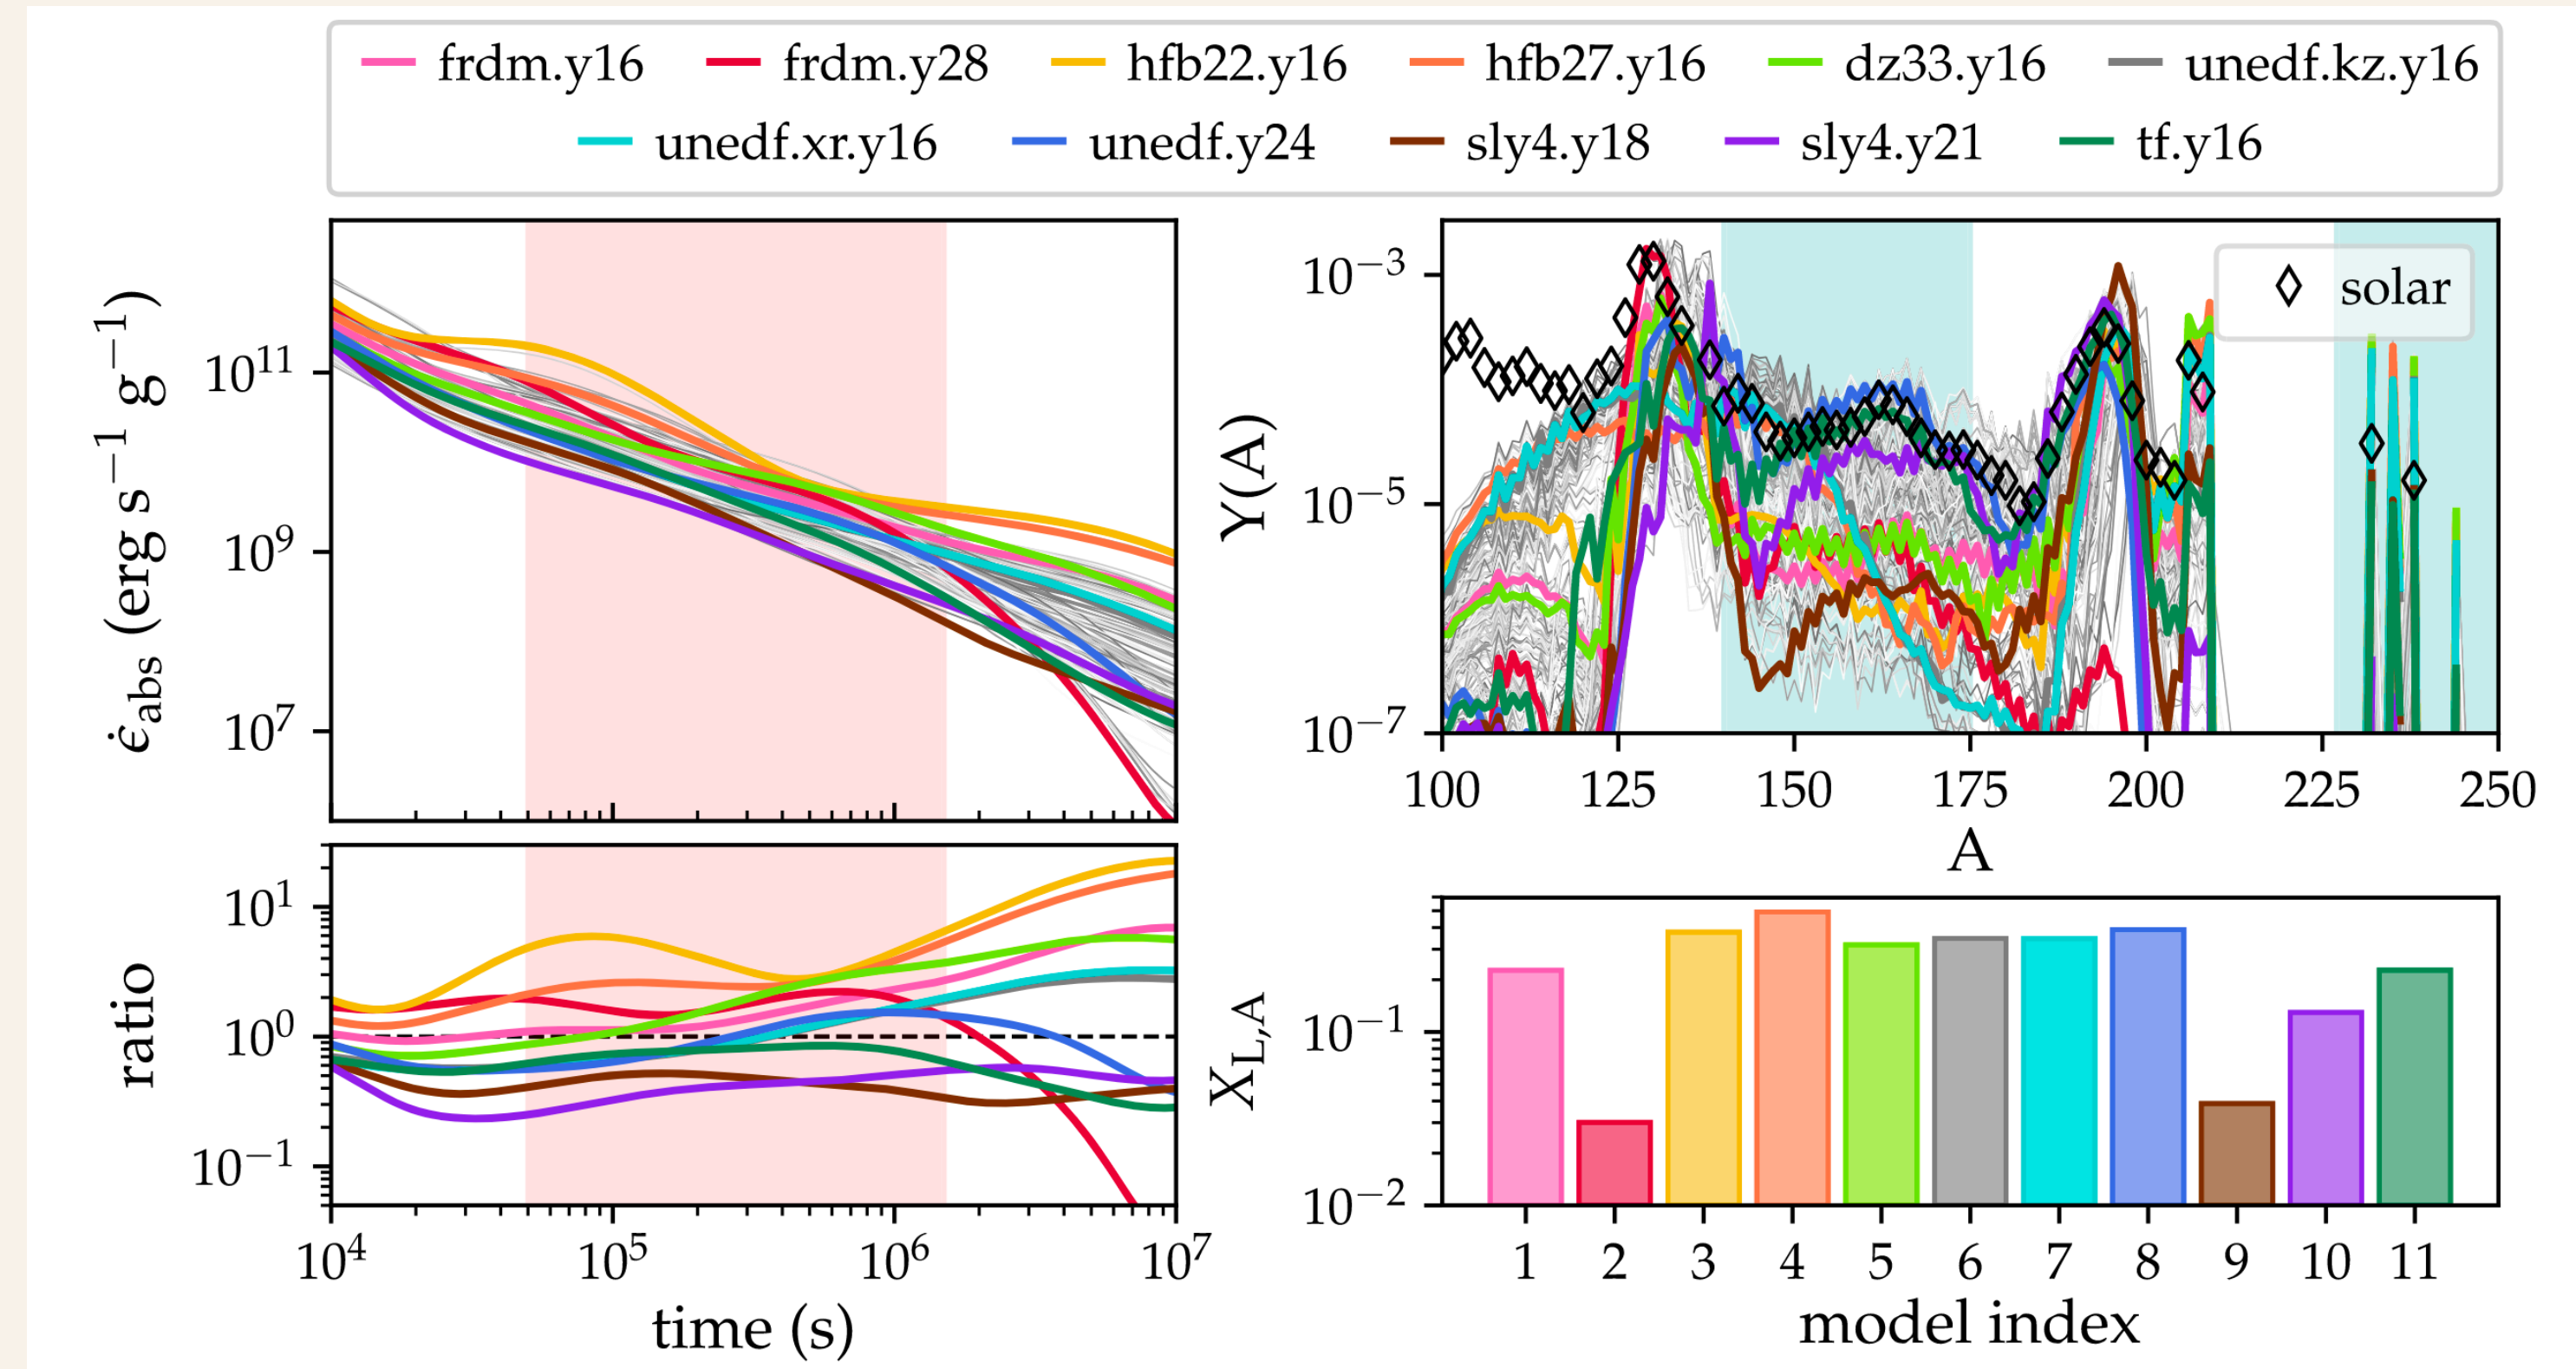 frdm.y16 frdm.y28 hfb22.y16 hfb27.y16 dz33.y16 unedf.kz.y16
unedf.xr.y16 unedf.y24 sly4.y18 sly4.y21 tf.y16
ε̇abs (erg s⁻¹ g⁻¹)
10¹¹
10⁹
10⁷
ratio
10¹
10⁰
10⁻¹
10⁴ 10⁵ 10⁶ 10⁷
time (s)
Y(A)
10⁻³
10⁻⁵
10⁻⁷
solar
100 125 150 175 200 225 250
A
X_L,A
10⁻¹
10⁻²
1 2 3 4 5 6 7 8 9 10 11
model index